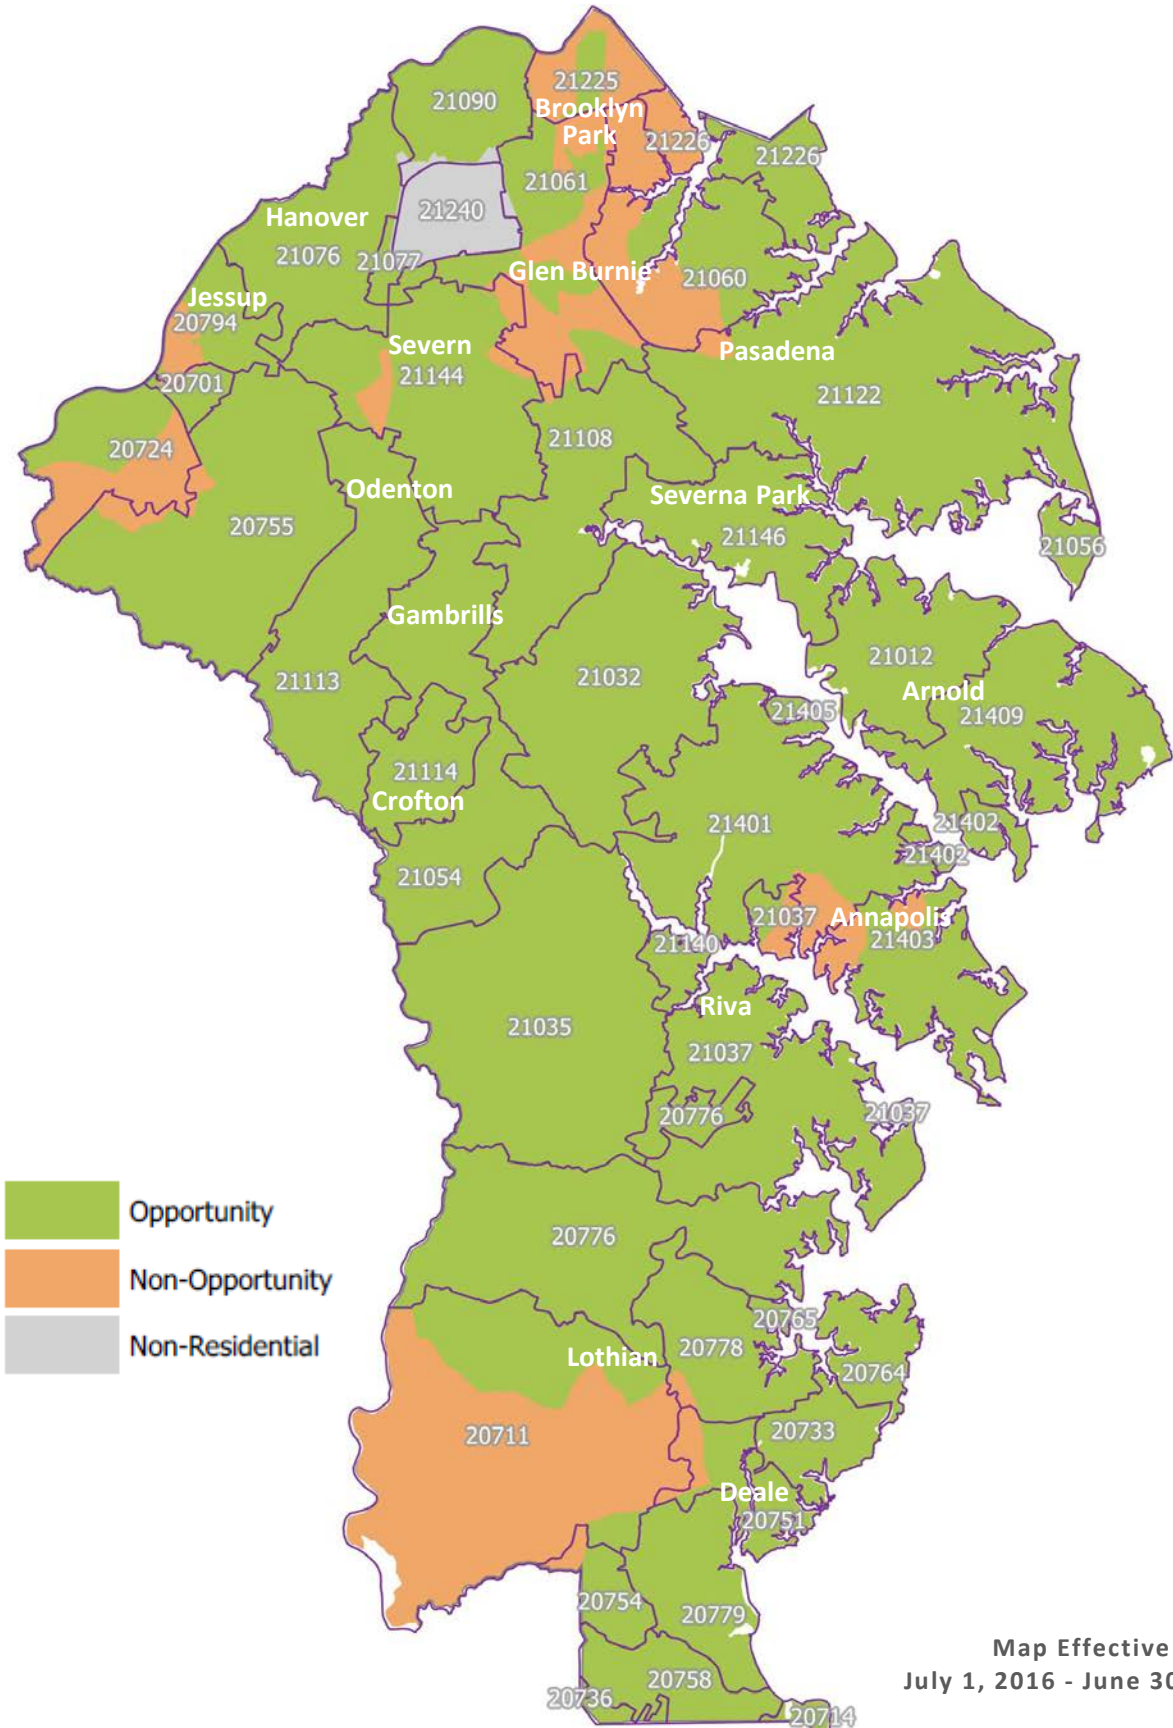 21225
21090
Brooklyn
Park
21226
21226
21061
21240
Hanover
21076
21077
Glen Burnie
21060
Jessup
20794
Severn
Pasadena
21144
20701
21122
20724
21108
Odenton
Severna Park
20755
21146
21056
Gambrills
21012
21113
21032
Arnold
21405
21409
21114
Crofton
21401
21402
21402
21054
21037
Annapolis
21403
21140
Riva
21035
21037
20776
21037
Opportunity
20776
Non-Opportunity
20765
Non-Residential
20778
Lothian
20764
20711
20733
Deale
20751
20754
20779
Map Effective
20758
July 1, 2016 - June 30
20736
20714